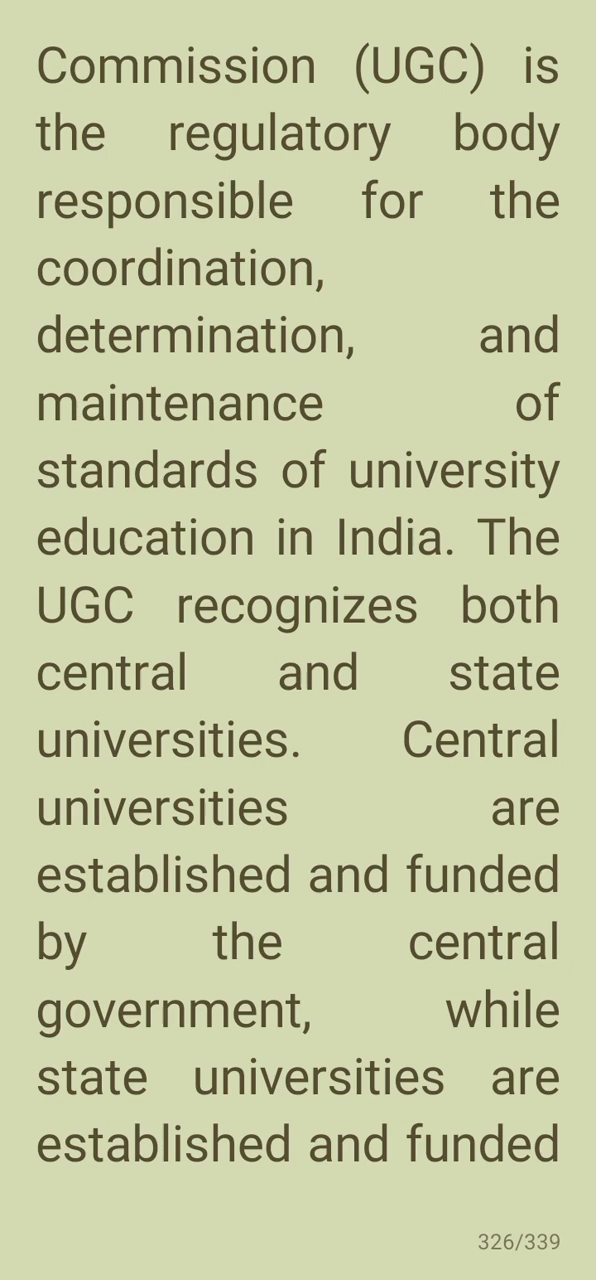 Commission (UGC) is
the regulatory body
responsible for the
coordination,
determination, and
maintenance of
standards of university
education in India. The
UGC recognizes both
central and state
universities. Central
universities are
established and funded
by the central
government, while
state universities are
established and funded
326/339